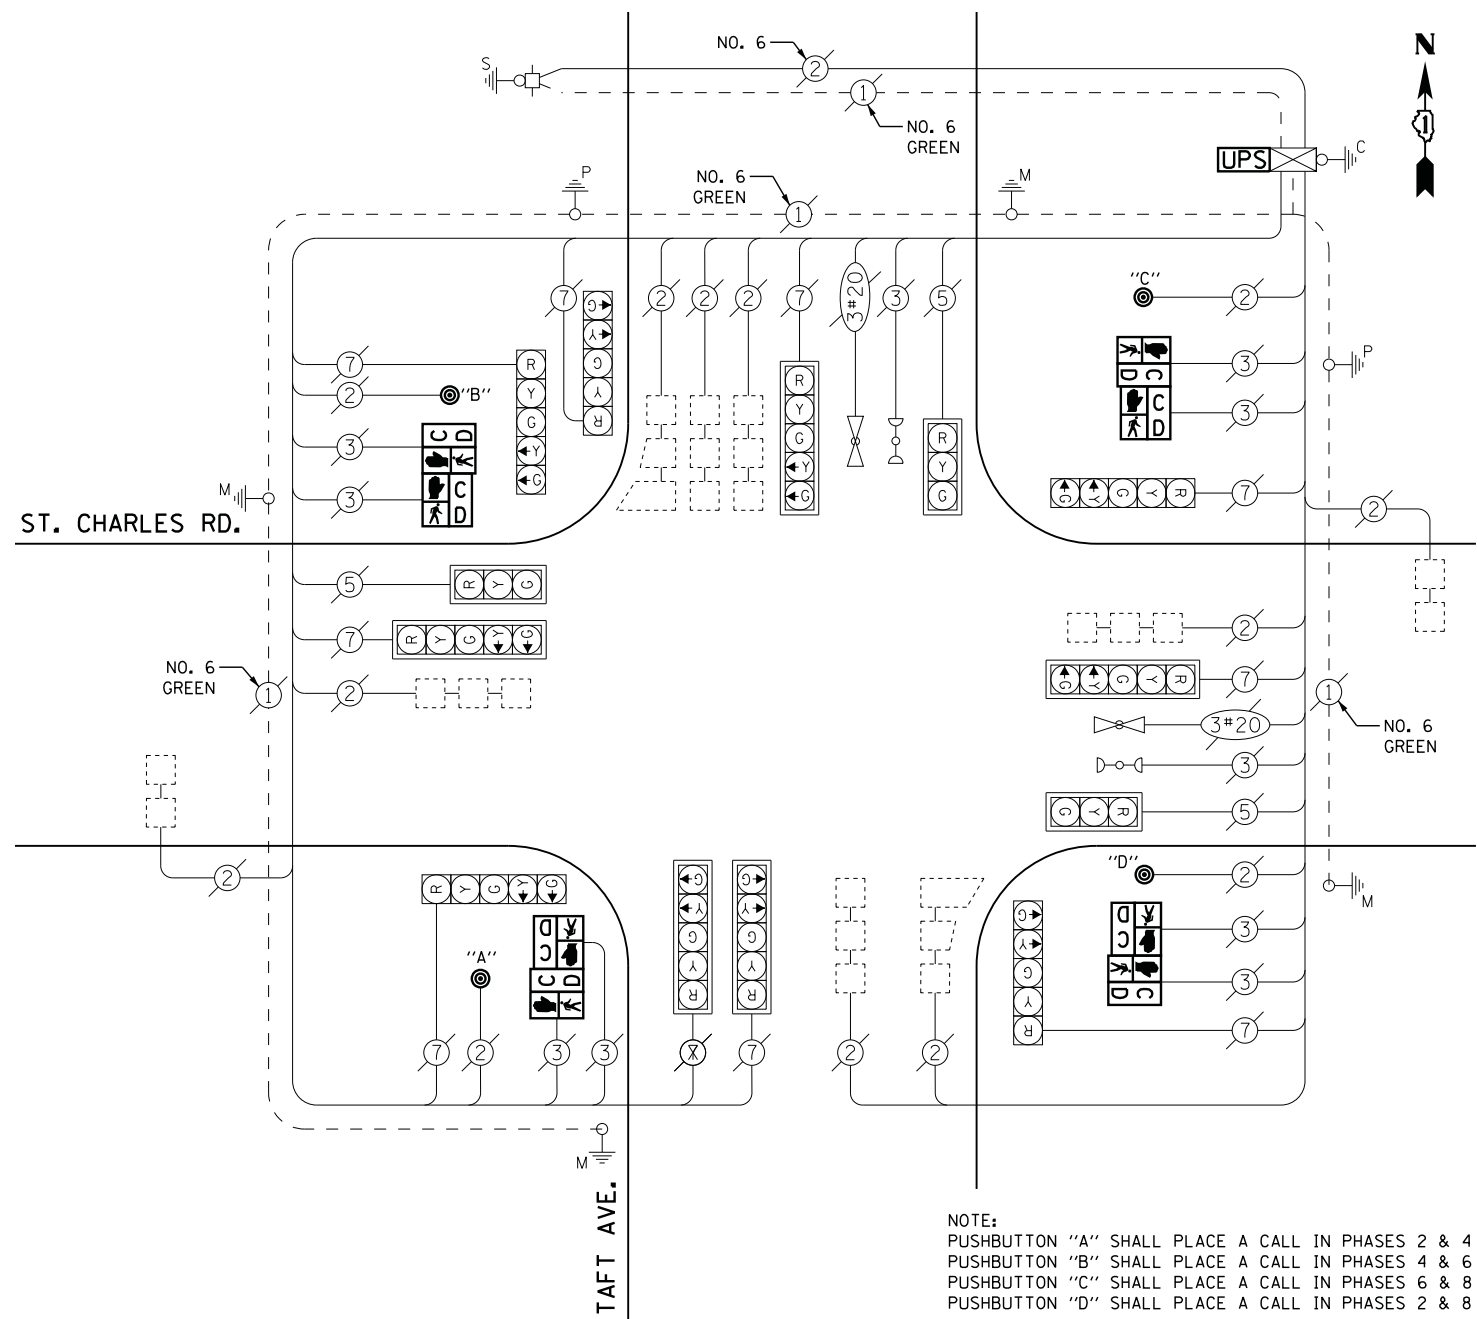 NO. 6
2
S
N
1
NO. 6
GREEN
1
UPS
C
NO. 6
GREEN
P
M
1
"C"
2
7
2
2
2
7
3#20
3
5
G
Y
G
Y
R
7
R
Y
G
Y
G
2
"B"
3
C D
3
C
D
R
Y
G
Y
G
R
Y
G
3
D C
3
C
D
P
G Y G Y R
7
2
M
ST. CHARLES RD.
5
R Y G
7
R Y G Y G
2
NO. 6
GREEN
1
2
2
G Y G Y R
7
3#20
3
G Y R
5
1
NO. 6
GREEN
R Y G Y G
"A"
D
C
C D
G
Y
G
Y
R
G
Y
G
Y
R
"D"
2
D
C
3
D C
3
G
Y
G
Y
R
7
M
7
2
3
3
7
2
2
M
TAFT AVE.
NOTE:
PUSHBUTTON "A" SHALL PLACE A CALL IN PHASES 2 & 4
PUSHBUTTON "B" SHALL PLACE A CALL IN PHASES 4 & 6
PUSHBUTTON "C" SHALL PLACE A CALL IN PHASES 6 & 8
PUSHBUTTON "D" SHALL PLACE A CALL IN PHASES 2 & 8